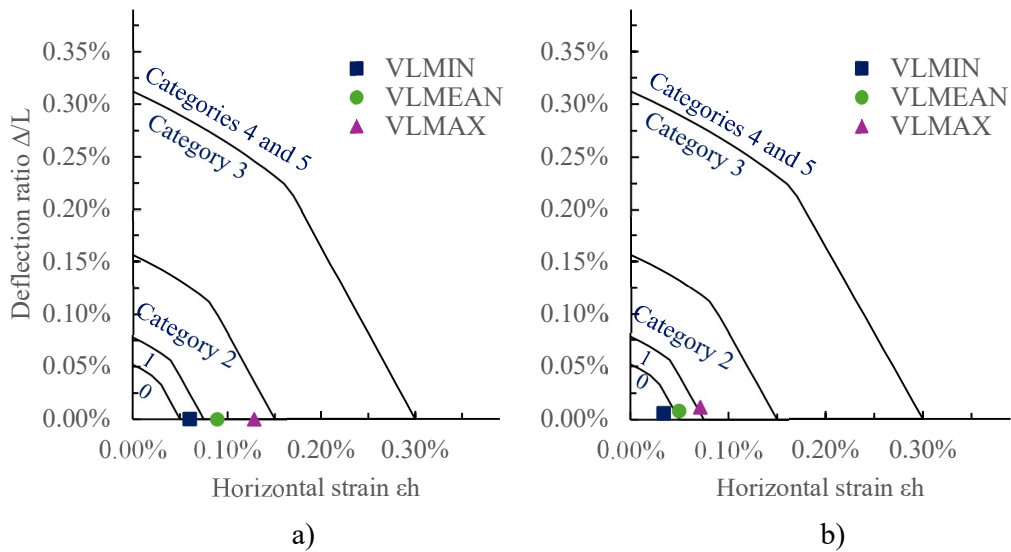 0.35%
0.30%
0.25%
0.20%
0.15%
0.10%
0.05%
0.00%
Deflection ratio Δ/L
Categories 4 and 5
Category 3
Category 2
1
0
VLMIN
VLMEAN
VLMAX
0.00%
0.10%
0.20%
0.30%
Horizontal strain εh
a)
0.35%
0.30%
0.25%
0.20%
0.15%
0.10%
0.05%
0.00%
Categories 4 and 5
Category 3
Category 2
1
0
VLMIN
VLMEAN
VLMAX
0.00%
0.10%
0.20%
0.30%
Horizontal strain εh
b)